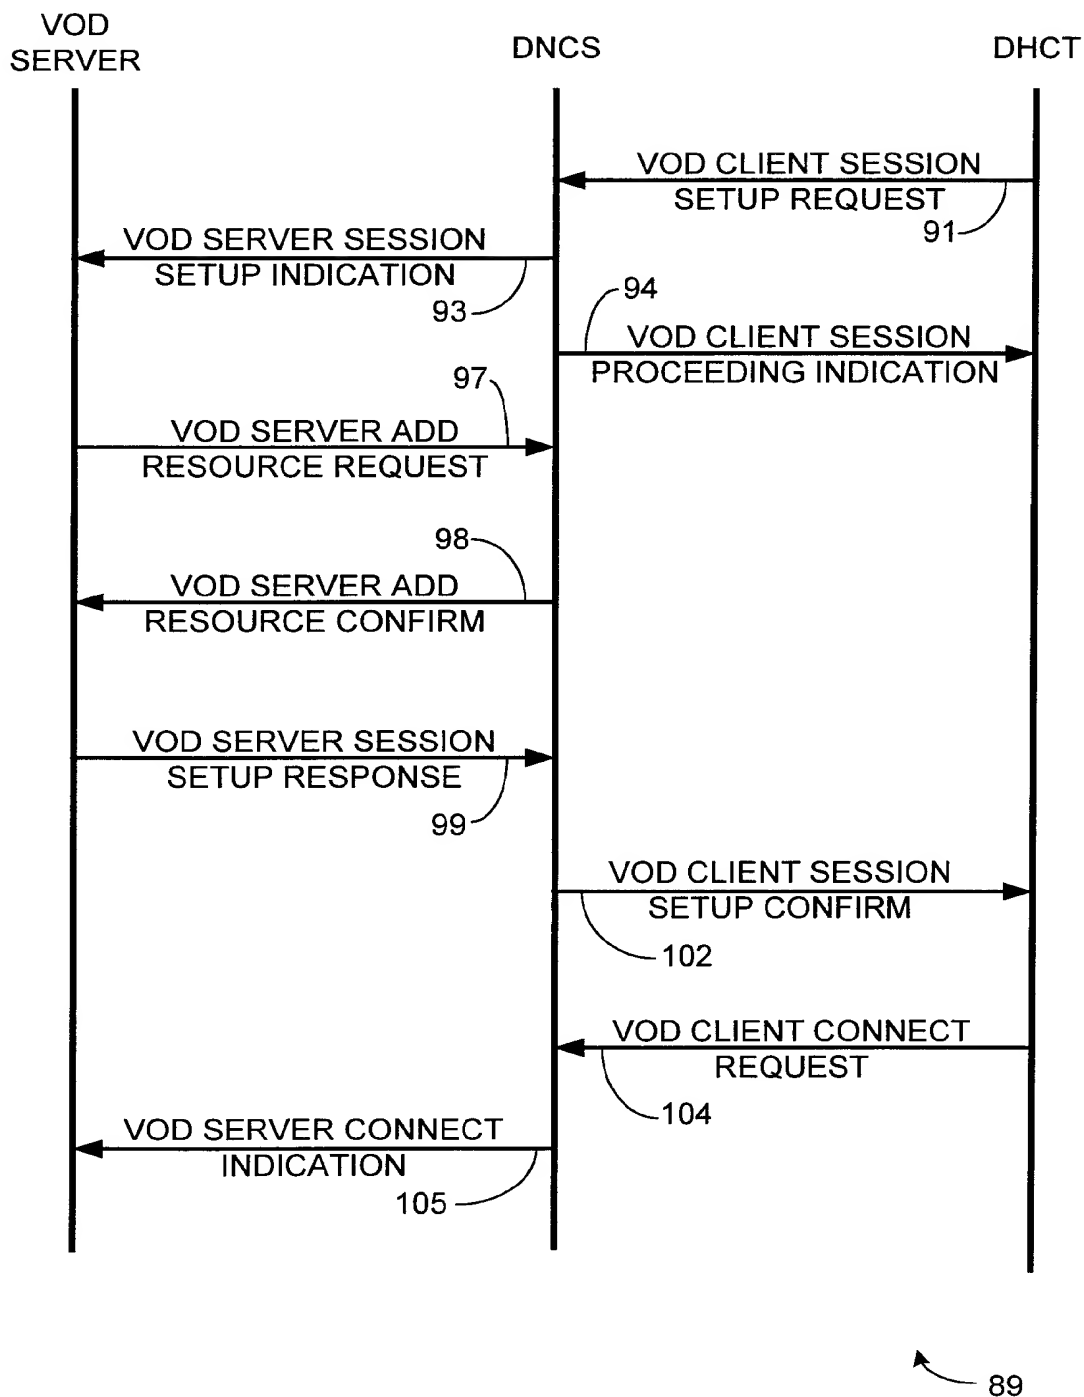 VOD
SERVER
DNCS
DHCT
VOD CLIENT SESSION
SETUP REQUEST
91
VOD SERVER SESSION
SETUP INDICATION
93
94
VOD CLIENT SESSION
PROCEEDING INDICATION
97
VOD SERVER ADD
RESOURCE REQUEST
98
VOD SERVER ADD
RESOURCE CONFIRM
VOD SERVER SESSION
SETUP RESPONSE
99
VOD CLIENT SESSION
SETUP CONFIRM
102
VOD CLIENT CONNECT
REQUEST
104
VOD SERVER CONNECT
INDICATION
105
89